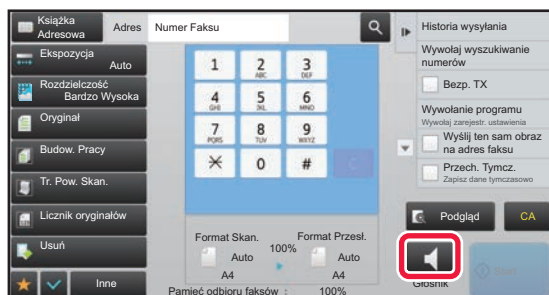 Książka
Adresowa
Adres
Numer Faksu
Ekspozycja
Auto
Rozdzielczość
Bardzo Wysoka
Oryginał
Budow. Pracy
Tr. Pow. Skan.
Licznik oryginałów
Usuń
Inne
1
2
ABC
3
DEF
4
GHI
5
JKL
6
MNO
7
PQRS
8
TUV
9
WXYZ
0
#
C
Format Skan.
100%
Format Przesł.
Auto
Auto
A4
A4
Pamięć odbioru faksów :
100%
Historia wysyłania
Wywołaj wyszukiwanie
numerów
Bezp. TX
Wywołanie programu
Wywołaj zarejestr. ustawienia
Wyślij ten sam obraz
na adres faksu
Przech. Tymcz.
Zapisz dane tymczasowo
Podgląd
CA
Głośnik
Start